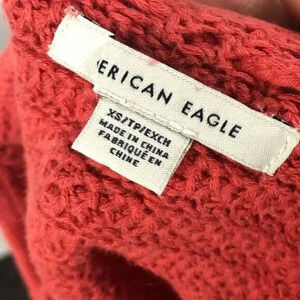 ERICAN EAGLE
XS/TP/EXCH
MADE IN CHINA
FABRIQUÉ EN
CHINE